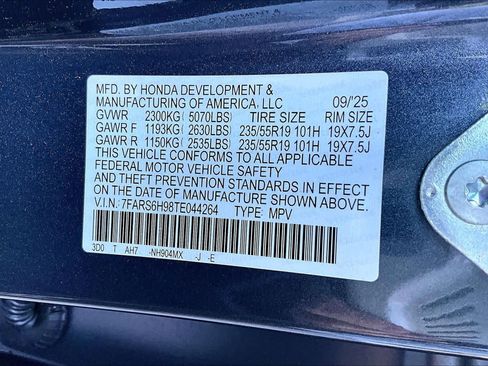 MFD. BY HONDA DEVELOPMENT &
MANUFACTURING OF AMERICA, LLC 09/'25
GVWR 2300KG( 5070LBS) TIRE SIZE RIM SIZE
GAWR F 1193KG( 2630LBS) 235/55R19 101H 19X7.5J
GAWR R 1150KG( 2535LBS) 235/55R19 101H 19X7.5J
THIS VEHICLE CONFORMS TO ALL APPLICABLE
FEDERAL MOTOR VEHICLE SAFETY
AND THEFT PREVENTION STANDARDS IN EFFECT
ON THE DATE OF MANUFACTURE SHOWN ABOVE.
V.I.N.: 7FARS6H98TE044264 TYPE: MPV
3D0 T AH7 -NH904MX -J -E